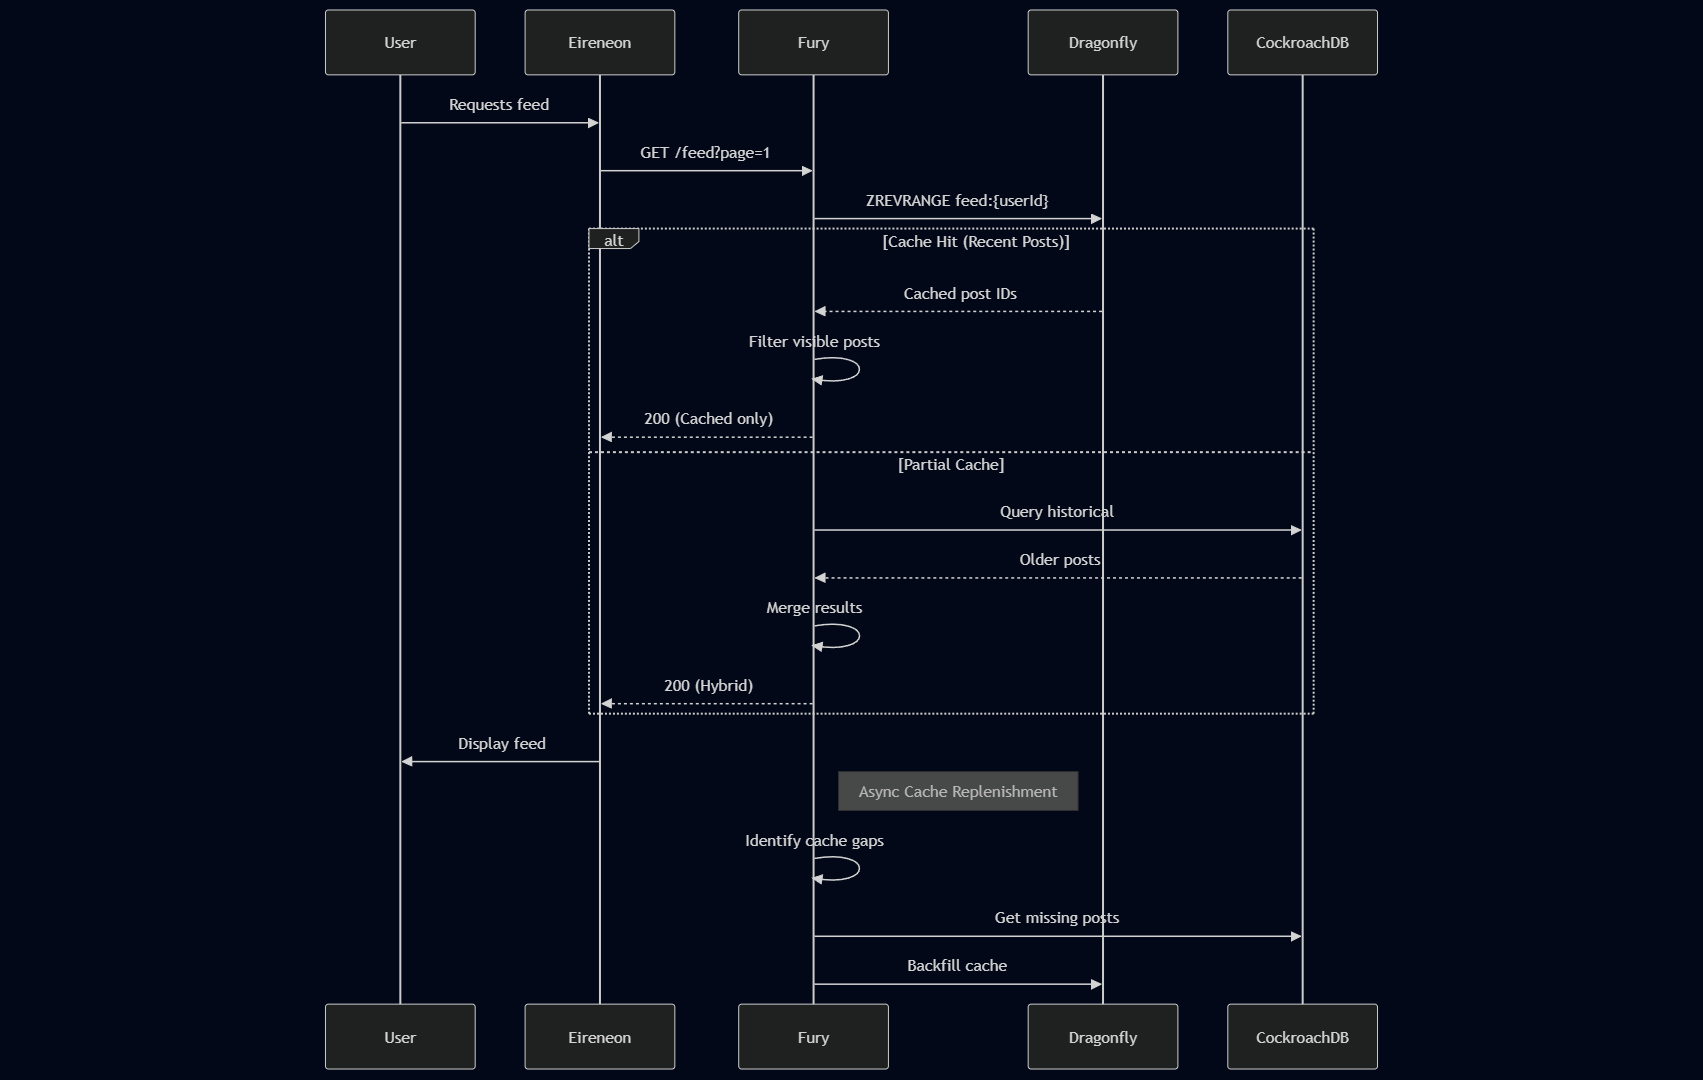 User
Eireneon
Fury
Dragonfly
CockroachDB
Requests feed
GET /feed?page=1
ZREVRANGE feed:{userId}
alt
[Cache Hit (Recent Posts)]
Cached post IDs
Filter visible posts
200 (Cached only)
[Partial Cache]
Query historical
Older posts
Merge results
200 (Hybrid)
Display feed
Async Cache Replenishment
Identify cache gaps
Get missing posts
Backfill cache
User
Eireneon
Fury
Dragonfly
CockroachDB